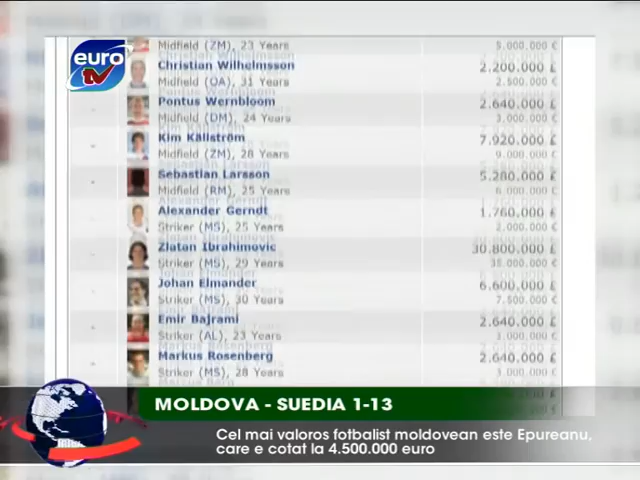 euro
tv
Midfield (ZM), 23 Years 5.000.000 €
Christian Wilhelmsson 2.200.000 £
Midfield (OA), 31 Years 2.500.000 €
Pontus Wernbloom 2.640.000 £
Midfield (DM), 24 Years 3.000.000 €
Kim Källström 7.920.000 £
Midfield (ZM), 28 Years 9.000.000 €
Sebastian Larsson 5.280.000 £
Midfield (RM), 25 Years 6.000.000 €
Alexander Gerndt 1.760.000 £
Striker (MS), 25 Years 2.000.000 €
Zlatan Ibrahimovic 30.800.000 £
Striker (MS), 29 Years 35.000.000 €
Johan Elmander 6.600.000 £
Striker (MS), 30 Years 7.500.000 €
Emir Bajrami 2.640.000 £
Striker (AL), 23 Years 3.000.000 €
Markus Rosenberg 2.640.000 £
Striker (MS), 28 Years 3.000.000 €
MOLDOVA - SUEDIA 1-13
Cel mai valoros fotbalist moldovean este Epureanu,
care e cotat la 4.500.000 euro